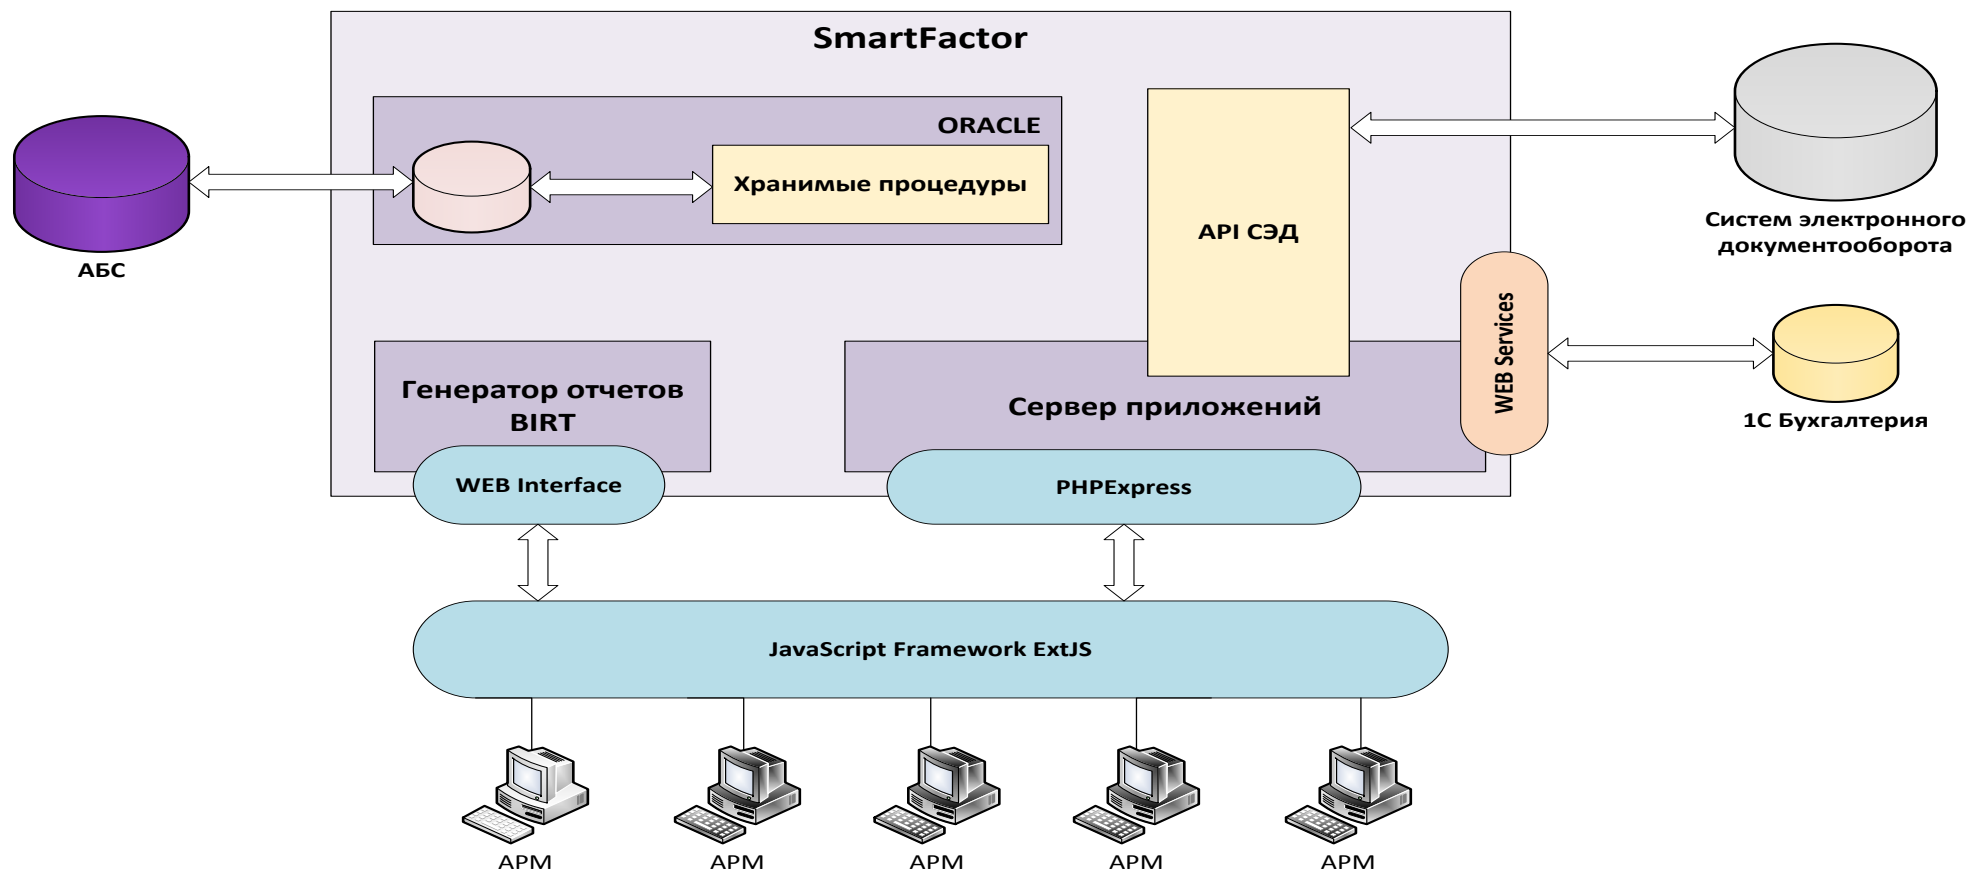 SmartFactor
ORACLE
Хранимые процедуры
АБС
API СЭД
Систем электронного
документооборота
WEB Services
1С Бухгалтерия
Генератор отчетов
BIRT
Сервер приложений
WEB Interface
PHPExpress
JavaScript Framework ExtJS
АРМ
АРМ
АРМ
АРМ
АРМ